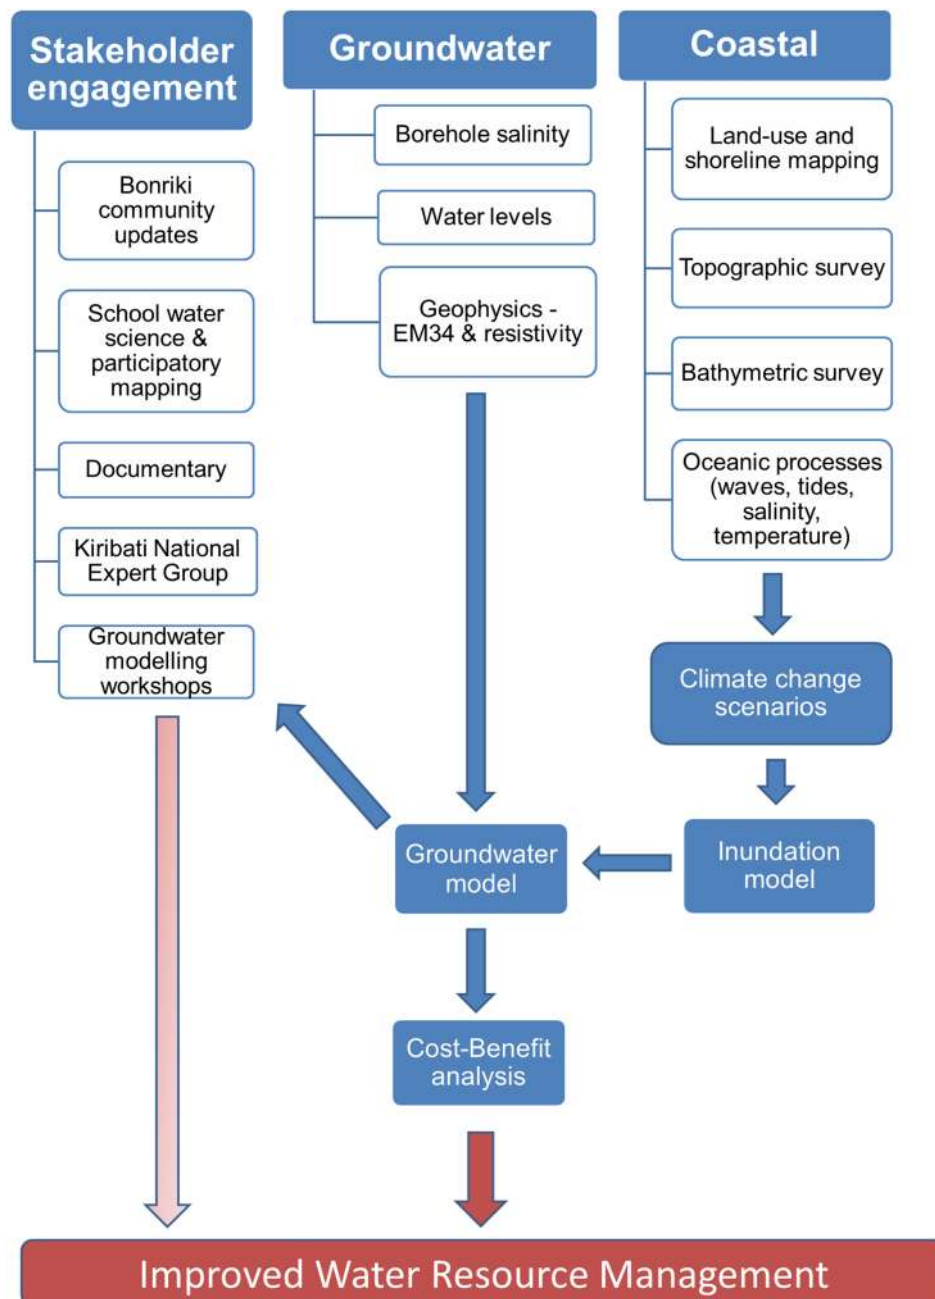 Stakeholder
engagement
Bonriki
community
updates
School water
science &
participatory
mapping
Documentary
Kiribati National
Expert Group
Groundwater
modelling
workshops
Groundwater
Borehole salinity
Water levels
Geophysics -
EM34 & resistivity
Coastal
Land-use and
shoreline mapping
Topographic survey
Bathymetric survey
Oceanic processes
(waves, tides,
salinity,
temperature)
Climate change
scenarios
Inundation
model
Groundwater
model
Cost-Benefit
analysis
Improved Water Resource Management